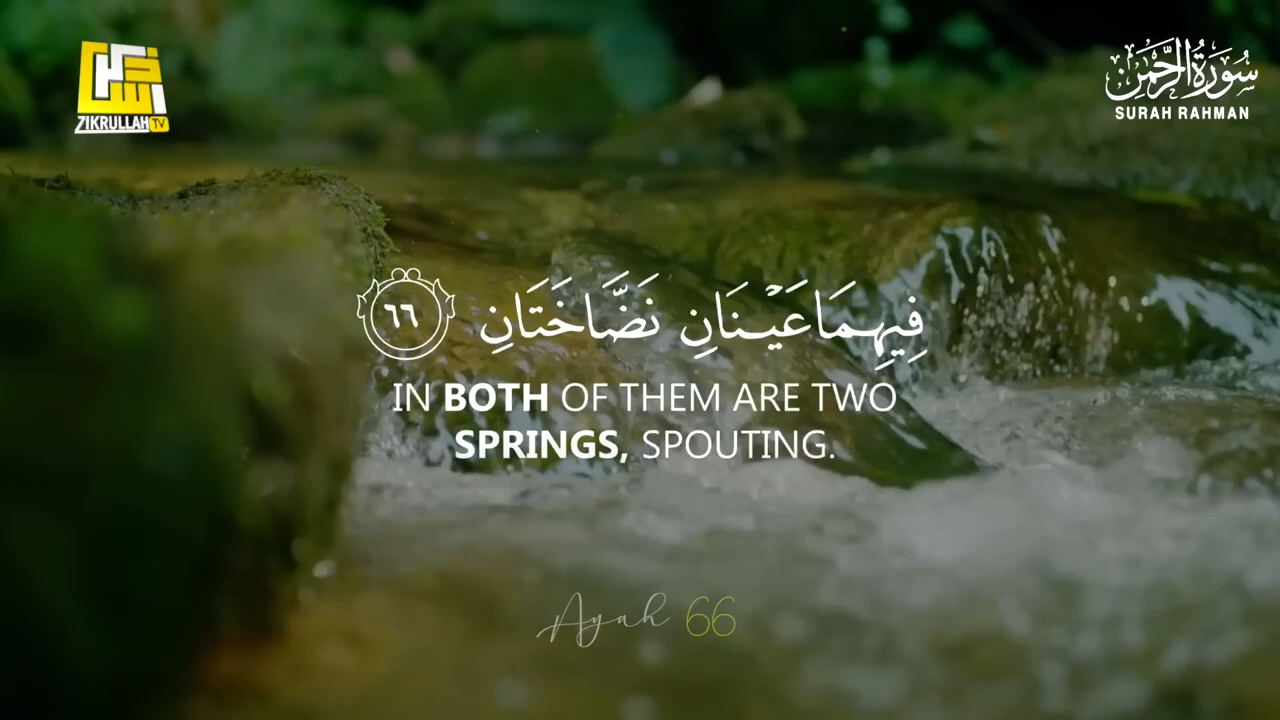 ZIKRULLAH TV
سُورَةُ الرَّحْمٰن
SURAH RAHMAN
فِيهِمَا عَيْنَانِ نَضَّاخَتَانِ ٦٦
IN BOTH OF THEM ARE TWO
SPRINGS, SPOUTING.
Ayah 66